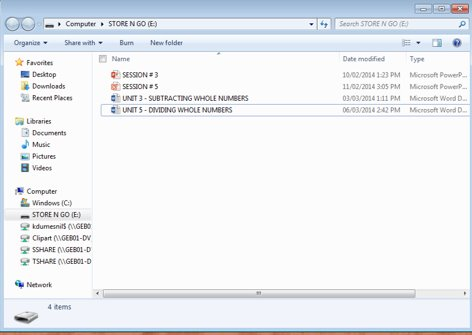 Computer ▸ STORE N GO (E:) ▸
Search STORE N GO (E:)
Organize ▾ Share with ▾ Burn New folder
Name Date modified Type
SESSION # 3 10/02/2014 1:23 PM Microsoft PowerP...
SESSION # 5 11/02/2014 3:05 PM Microsoft PowerP...
UNIT 3 - SUBTRACTING WHOLE NUMBERS 03/03/2014 1:11 PM Microsoft Word D...
UNIT 5 - DIVIDING WHOLE NUMBERS 06/03/2014 2:42 PM Microsoft Word D...
Favorites
Desktop
Downloads
Recent Places
Libraries
Documents
Music
Pictures
Videos
Computer
Windows (C:)
STORE N GO (E:)
kdumesnil$ (\\GEB01-DV
Clipart (\\GEB01-DV
SSHARE (\\GEB01-DV
TSHARE (\\GEB01-DV
Network
4 items